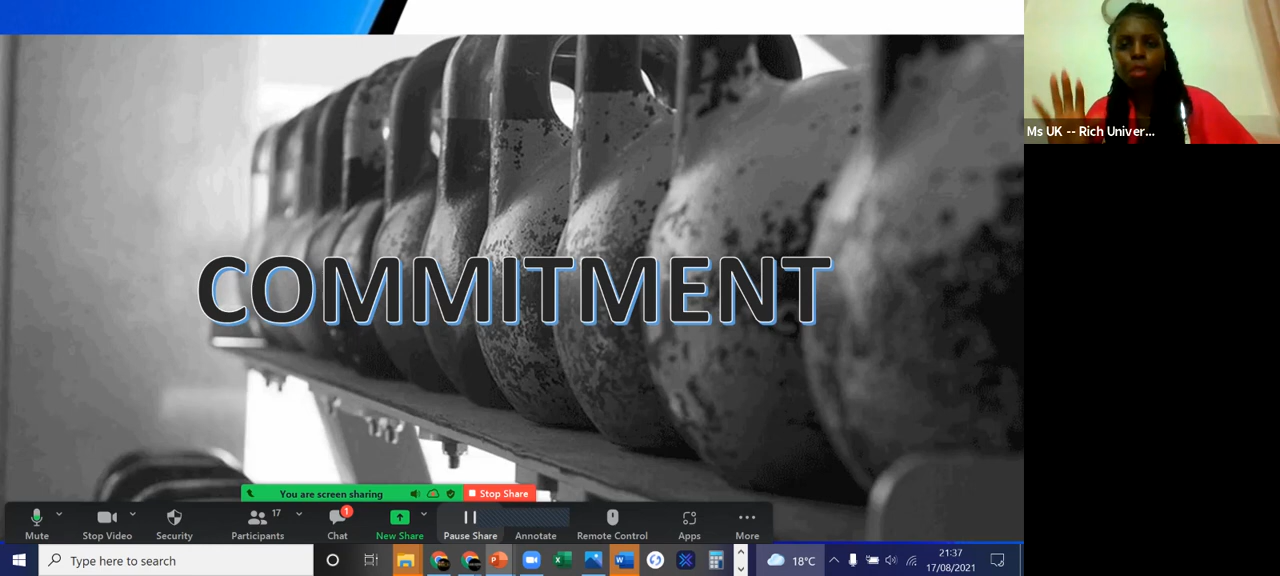 Ms UK -- Rich Univer...
COMMITMENT
You are screen sharing
Stop Share
Mute
Stop Video
Security
17
Participants
1
Chat
New Share
Pause Share
Annotate
Remote Control
Apps
More
Type here to search
18°C
21:37
17/08/2021